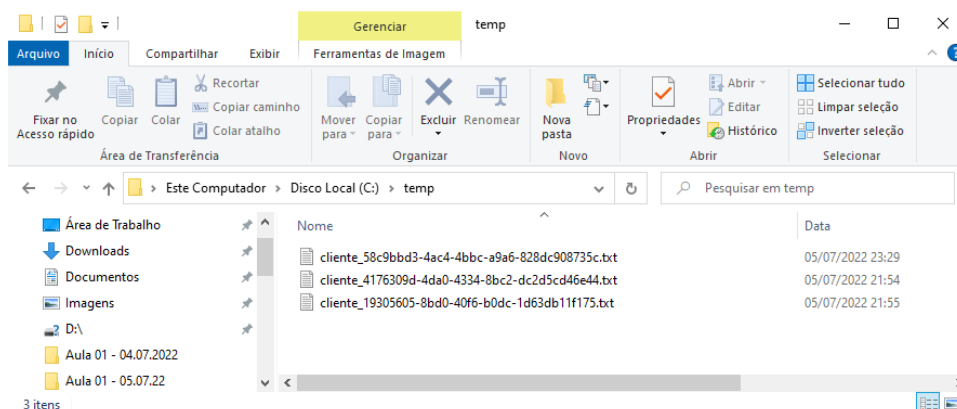 Gerenciar temp
Arquivo Início Compartilhar Exibir Ferramentas de Imagem
Fixar no Acesso rápido
Copiar
Colar
Recortar
Copiar caminho
Colar atalho
Mover para
Copiar para
Excluir
Renomear
Nova pasta
Propriedades
Abrir
Editar
Histórico
Selecionar tudo
Limpar seleção
Inverter seleção
Área de Transferência Organizar Novo Abrir Selecionar
Este Computador > Disco Local (C:) > temp Pesquisar em temp
Área de Trabalho
Downloads
Documentos
Imagens
D:\
Aula 01 - 04.07.2022
Aula 01 - 05.07.22
Nome Data
cliente_58c9bbd3-4ac4-4bbc-a9a6-828dc908735c.txt 05/07/2022 23:29
cliente_4176309d-4da0-4334-8bc2-dc2d5cd46e44.txt 05/07/2022 21:54
cliente_19305605-8bd0-40f6-b0dc-1d63db11f175.txt 05/07/2022 21:55
3 itens